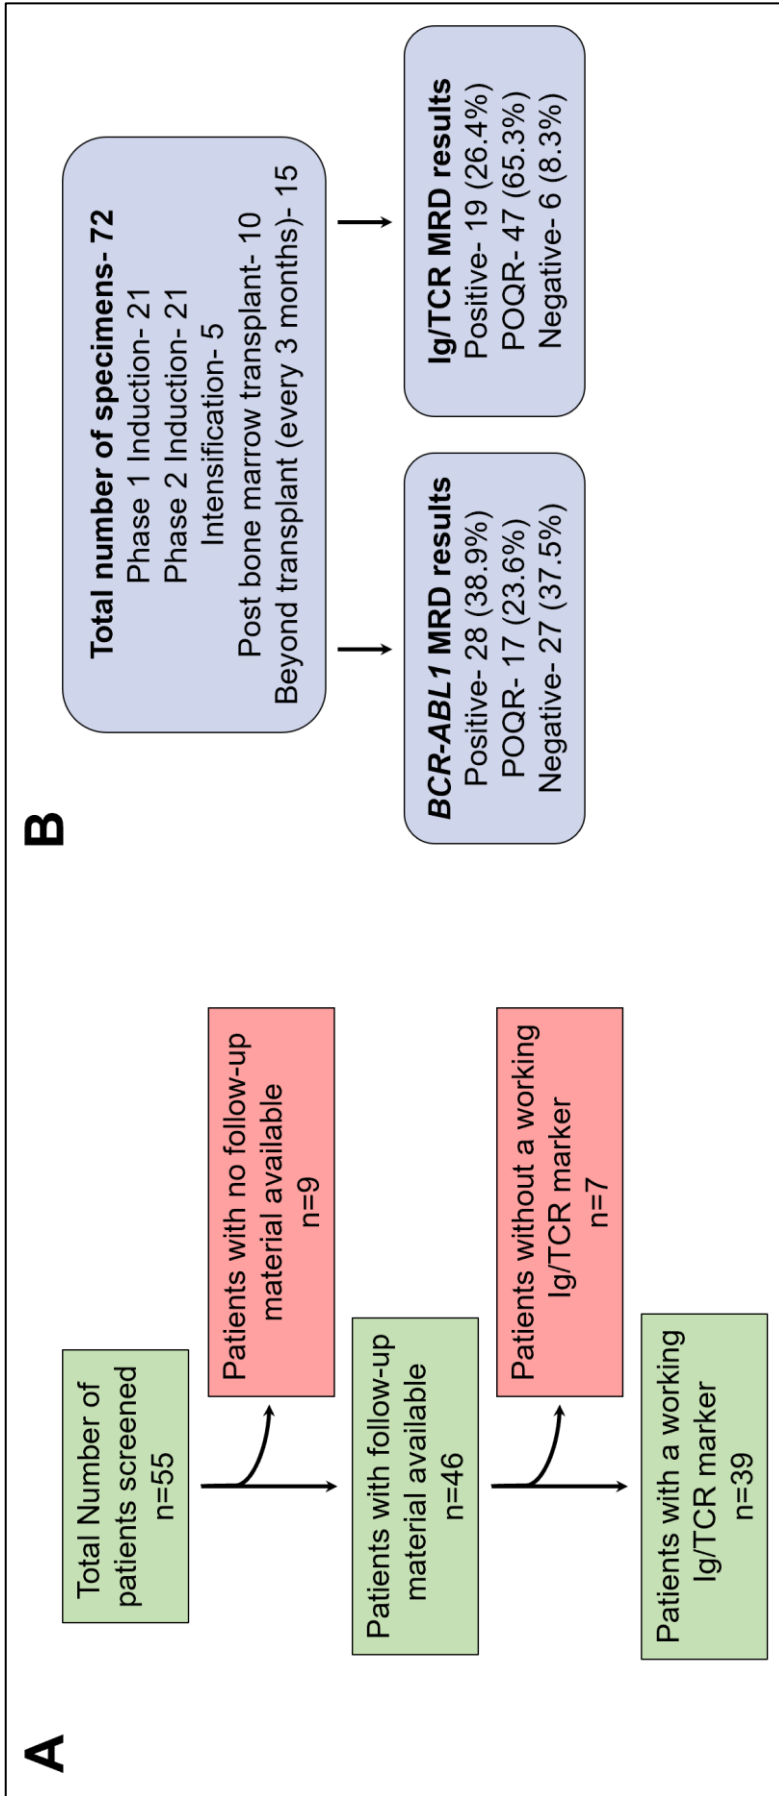 A
Total Number of
patients screened
n=55
Patients with no follow-up
material available
n=9
Patients with follow-up
material available
n=46
Patients without a working
Ig/TCR marker
n=7
Patients with a working
Ig/TCR marker
n=39
B
Total number of specimens- 72
Phase 1 Induction- 21
Phase 2 Induction- 21
Intensification- 5
Post bone marrow transplant- 10
Beyond transplant (every 3 months)- 15
BCR-ABL1 MRD results
Positive- 28 (38.9%)
POQR- 17 (23.6%)
Negative- 27 (37.5%)
Ig/TCR MRD results
Positive- 19 (26.4%)
POQR- 47 (65.3%)
Negative- 6 (8.3%)